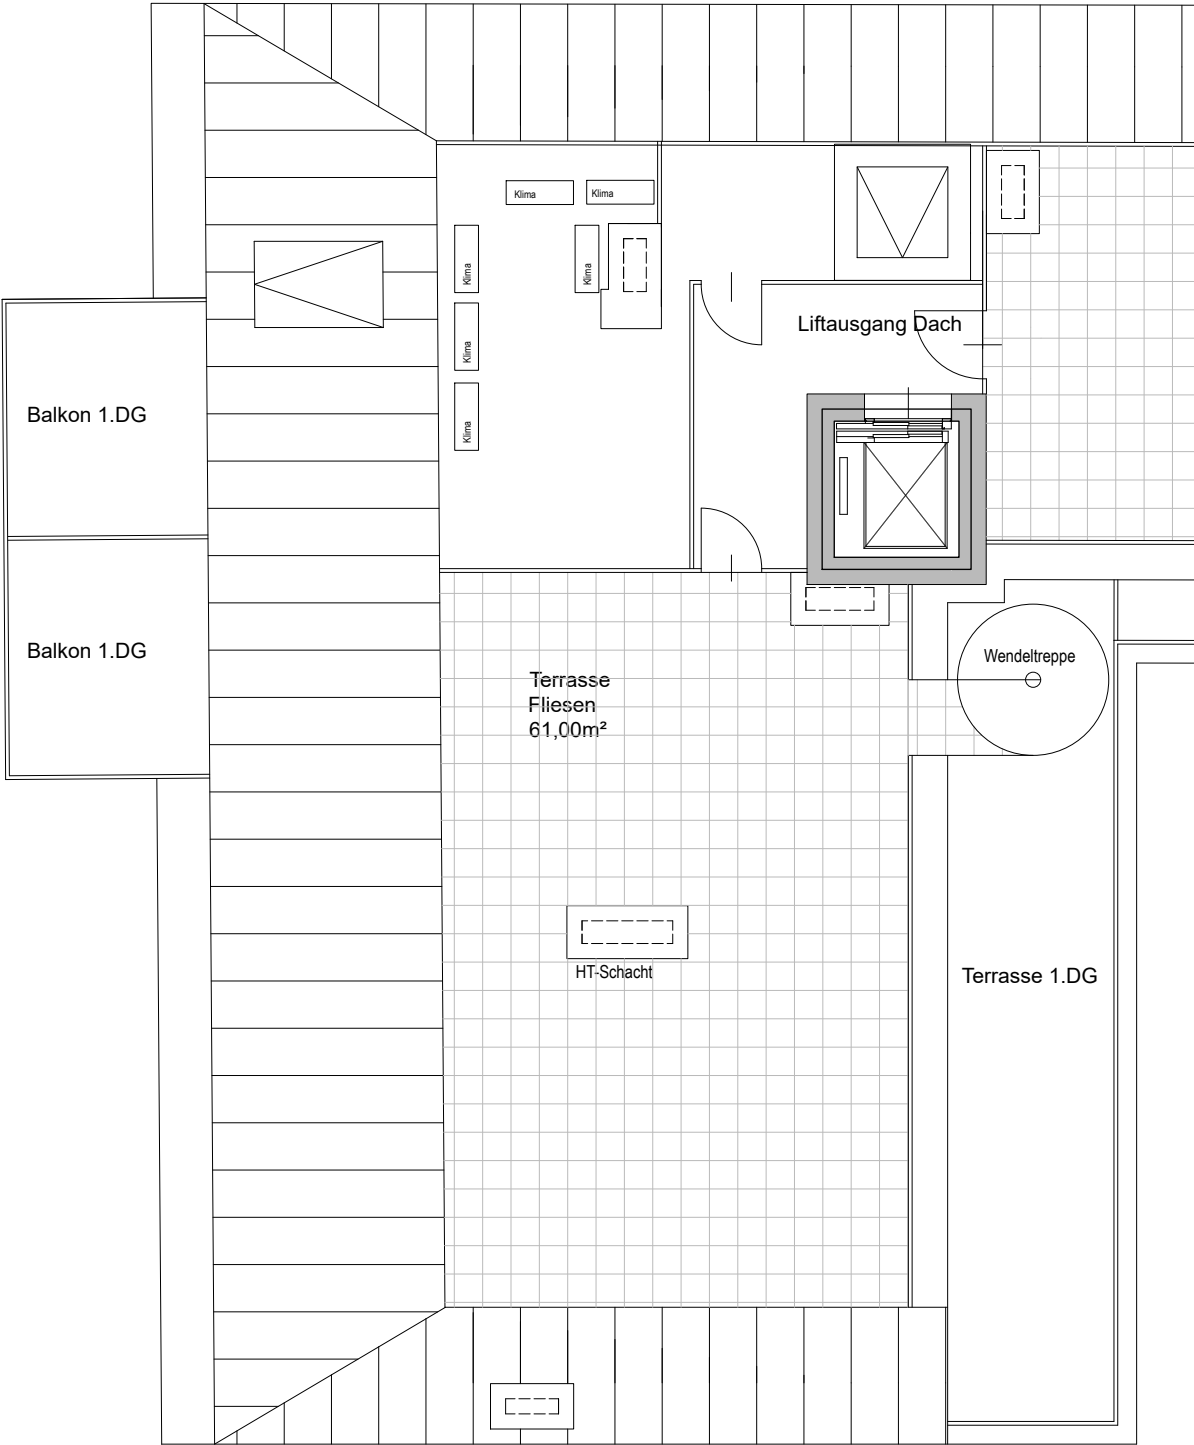 Klima
Klima
Klima
Klima
Klima
Klima
Liftausgang Dach
Balkon 1.DG
Balkon 1.DG
Wendeltreppe
Terrasse
Fliesen
61,00m²
HT-Schacht
Terrasse 1.DG